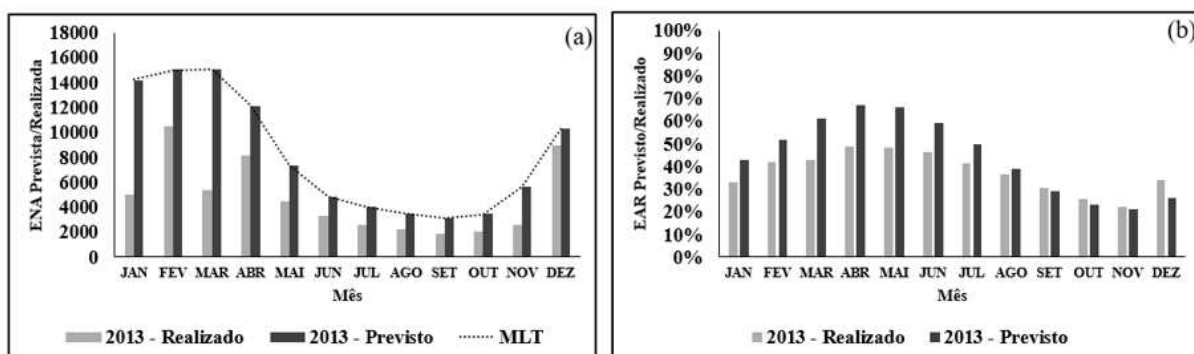 (a)
ENA Prevista/Realizada
18000
16000
14000
12000
10000
8000
6000
4000
2000
0
JAN FEV MAR ABR MAI JUN JUL AGO SET OUT NOV DEZ
Mês
2013 - Realizado 2013 - Previsto MLT
(b)
EAR Previsto/Realizado
100%
90%
80%
70%
60%
50%
40%
30%
20%
10%
0%
JAN FEV MAR ABR MAI JUN JUL AGO SET OUT NOV DEZ
Mês
2013 - Realizado 2013 - Previsto